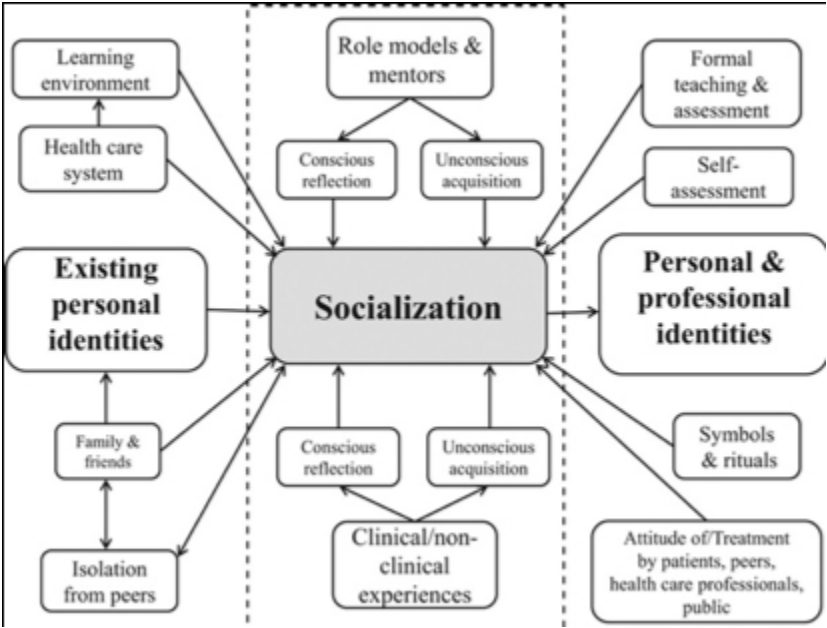 Learning
environment
Health care
system
Existing
personal
identities
Family &
friends
Isolation
from peers
Role models &
mentors
Conscious
reflection
Unconscious
acquisition
Socialization
Conscious
reflection
Unconscious
acquisition
Clinical/non-
clinical
experiences
Formal
teaching &
assessment
Self-
assessment
Personal &
professional
identities
Symbols
& rituals
Attitude of/Treatment
by patients, peers,
health care professionals,
public